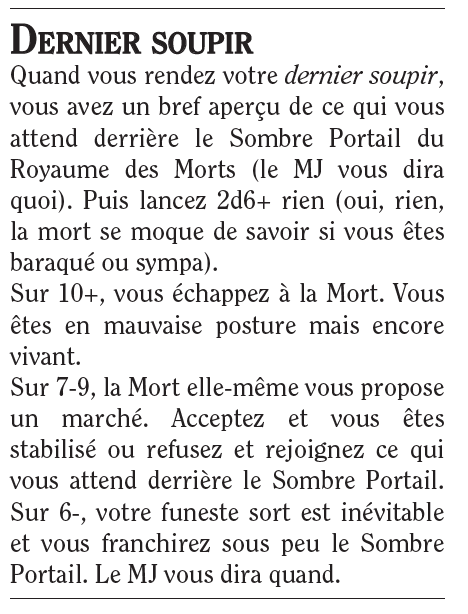 DERNIER SOUPIR
Quand vous rendez votre dernier soupir,
vous avez un bref aperçu de ce qui vous
attend derrière le Sombre Portail du
Royaume des Morts (le MJ vous dira
quoi). Puis lancez 2d6+ rien (oui, rien,
la mort se moque de savoir si vous êtes
baraqué ou sympa).
Sur 10+, vous échappez à la Mort. Vous
êtes en mauvaise posture mais encore
vivant.
Sur 7-9, la Mort elle-même vous propose
un marché. Acceptez et vous êtes
stabilisé ou refusez et rejoignez ce qui
vous attend derrière le Sombre Portail.
Sur 6-, votre funeste sort est inévitable
et vous franchirez sous peu le Sombre
Portail. Le MJ vous dira quand.